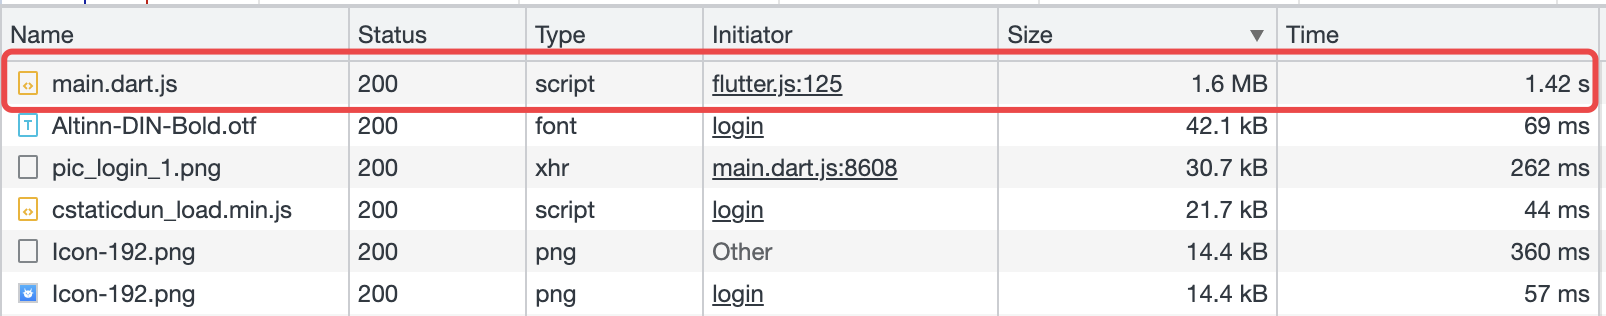 Name Status Type Initiator Size ▼ Time
main.dart.js 200 script flutter.js:125 1.6 MB 1.42 s
Altinn-DIN-Bold.otf 200 font login 42.1 kB 69 ms
pic_login_1.png 200 xhr main.dart.js:8608 30.7 kB 262 ms
cstaticdun_load.min.js 200 script login 21.7 kB 44 ms
Icon-192.png 200 png Other 14.4 kB 360 ms
Icon-192.png 200 png login 14.4 kB 57 ms